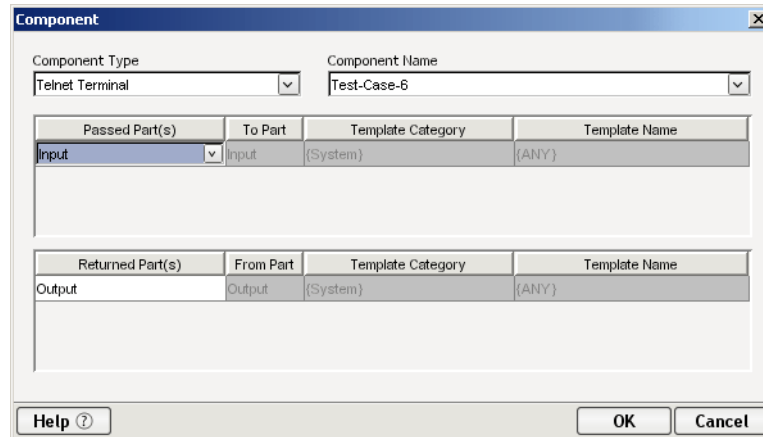 Component
Component Type
Component Name
Telnet Terminal
Test-Case-6
Passed Part(s) To Part Template Category Template Name
Input Input {System} {ANY}
Returned Part(s) From Part Template Category Template Name
Output Output {System} {ANY}
Help ?
OK
Cancel